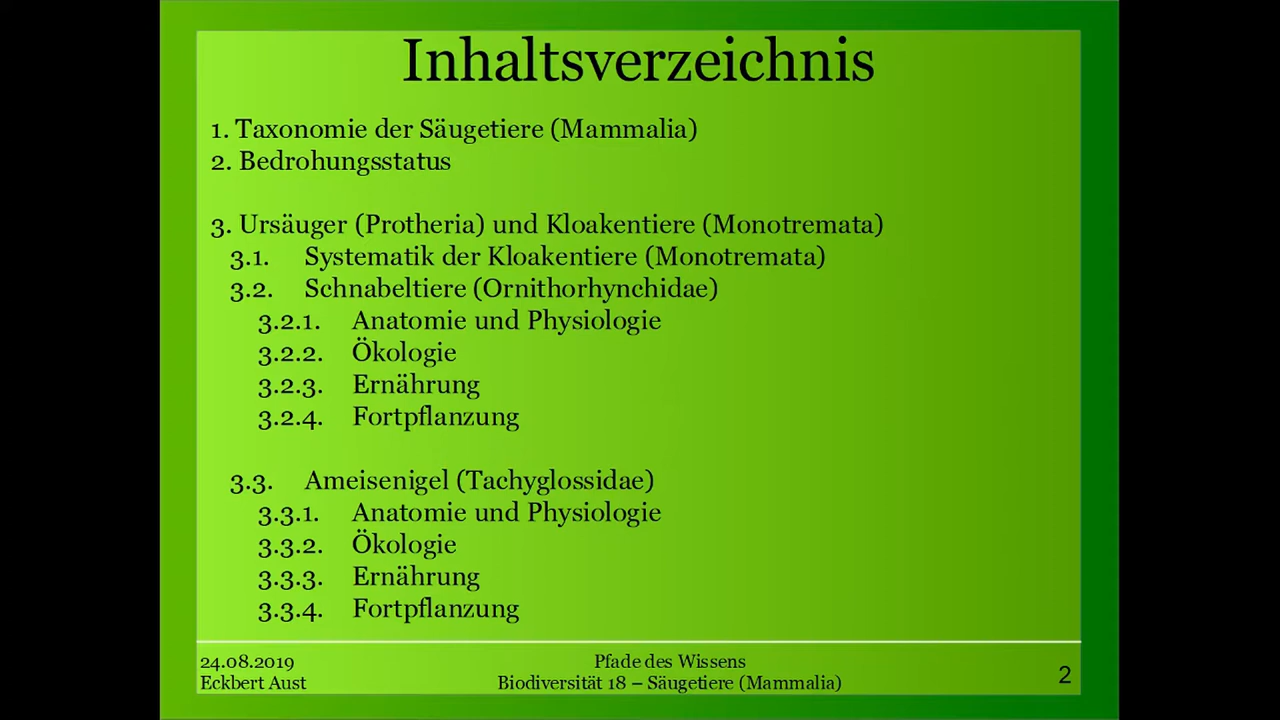 Inhaltsverzeichnis
1. Taxonomie der Säugetiere (Mammalia)
2. Bedrohungsstatus
3. Ursäuger (Protheria) und Kloakentiere (Monotremata)
3.1. Systematik der Kloakentiere (Monotremata)
3.2. Schnabeltiere (Ornithorhynchidae)
3.2.1. Anatomie und Physiologie
3.2.2. Ökologie
3.2.3. Ernährung
3.2.4. Fortpflanzung
3.3. Ameisenigel (Tachyglossidae)
3.3.1. Anatomie und Physiologie
3.3.2. Ökologie
3.3.3. Ernährung
3.3.4. Fortpflanzung
24.08.2019
Eckbert Aust
Pfade des Wissens
Biodiversität 18 – Säugetiere (Mammalia)
2